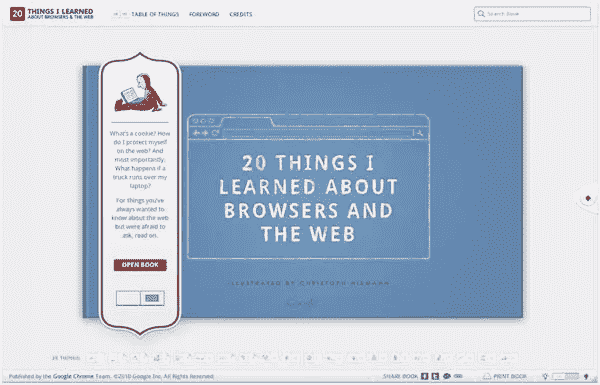 20 THINGS I LEARNED
ABOUT BROWSERS & THE WEB
TABLE OF THINGS FOREWORD CREDITS
Search Book
What's a cookie? How
do I protect myself
on the web? And
most importantly:
What happens if a
truck runs over my
laptop?
For things you've
always wanted to
know about the web
but were afraid to
ask, read on.
OPEN BOOK
20 THINGS I
LEARNED ABOUT
BROWSERS AND
THE WEB
ILLUSTRATED BY CHRISTOPH NIEMANN
Google
20 THINGS
Published by the Google Chrome Team. ©2010 Google Inc. All Rights Reserved.
SHARE BOOK
PRINT BOOK